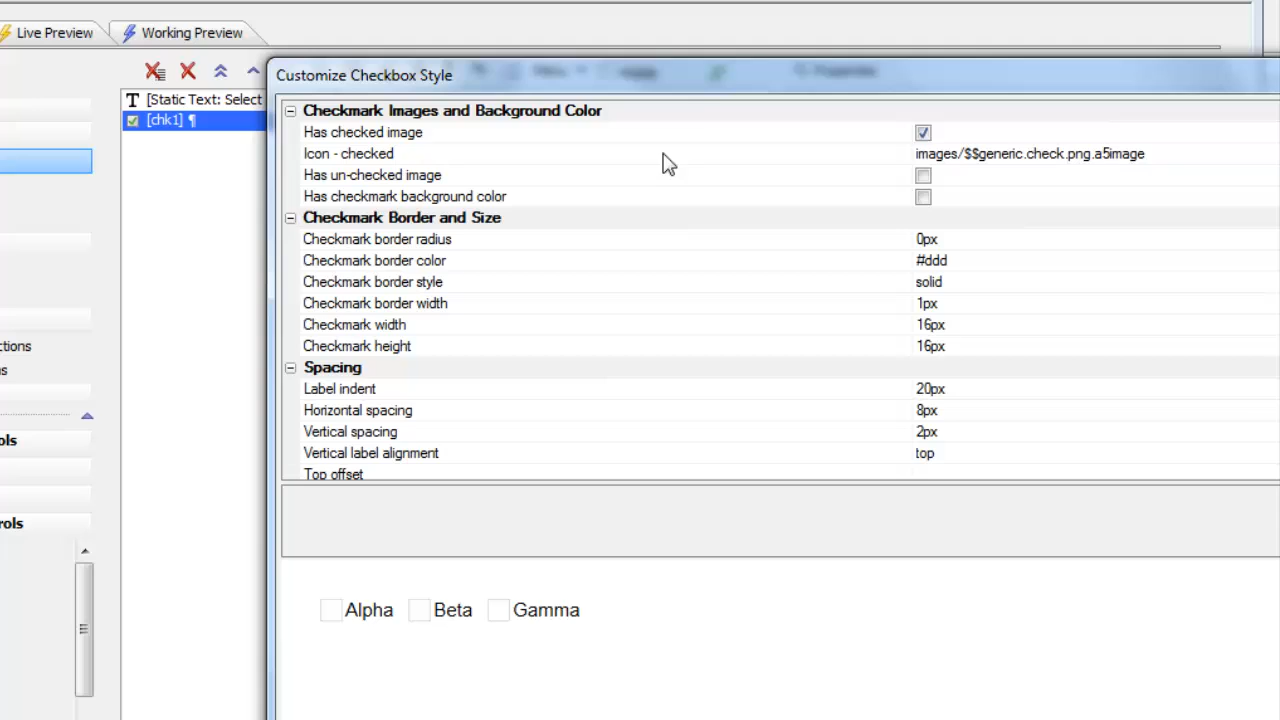 Live Preview
Working Preview
Customize Checkbox Style
[Static Text: Select
[chk1] ¶
Checkmark Images and Background Color
Has checked image
Icon - checked images/$$generic.check.png.a5image
Has un-checked image
Has checkmark background color
Checkmark Border and Size
Checkmark border radius 0px
Checkmark border color #ddd
Checkmark border style solid
Checkmark border width 1px
Checkmark width 16px
Checkmark height 16px
Spacing
Label indent 20px
Horizontal spacing 8px
Vertical spacing 2px
Vertical label alignment top
Top offset
ctions
s
ols
rols
Alpha Beta Gamma